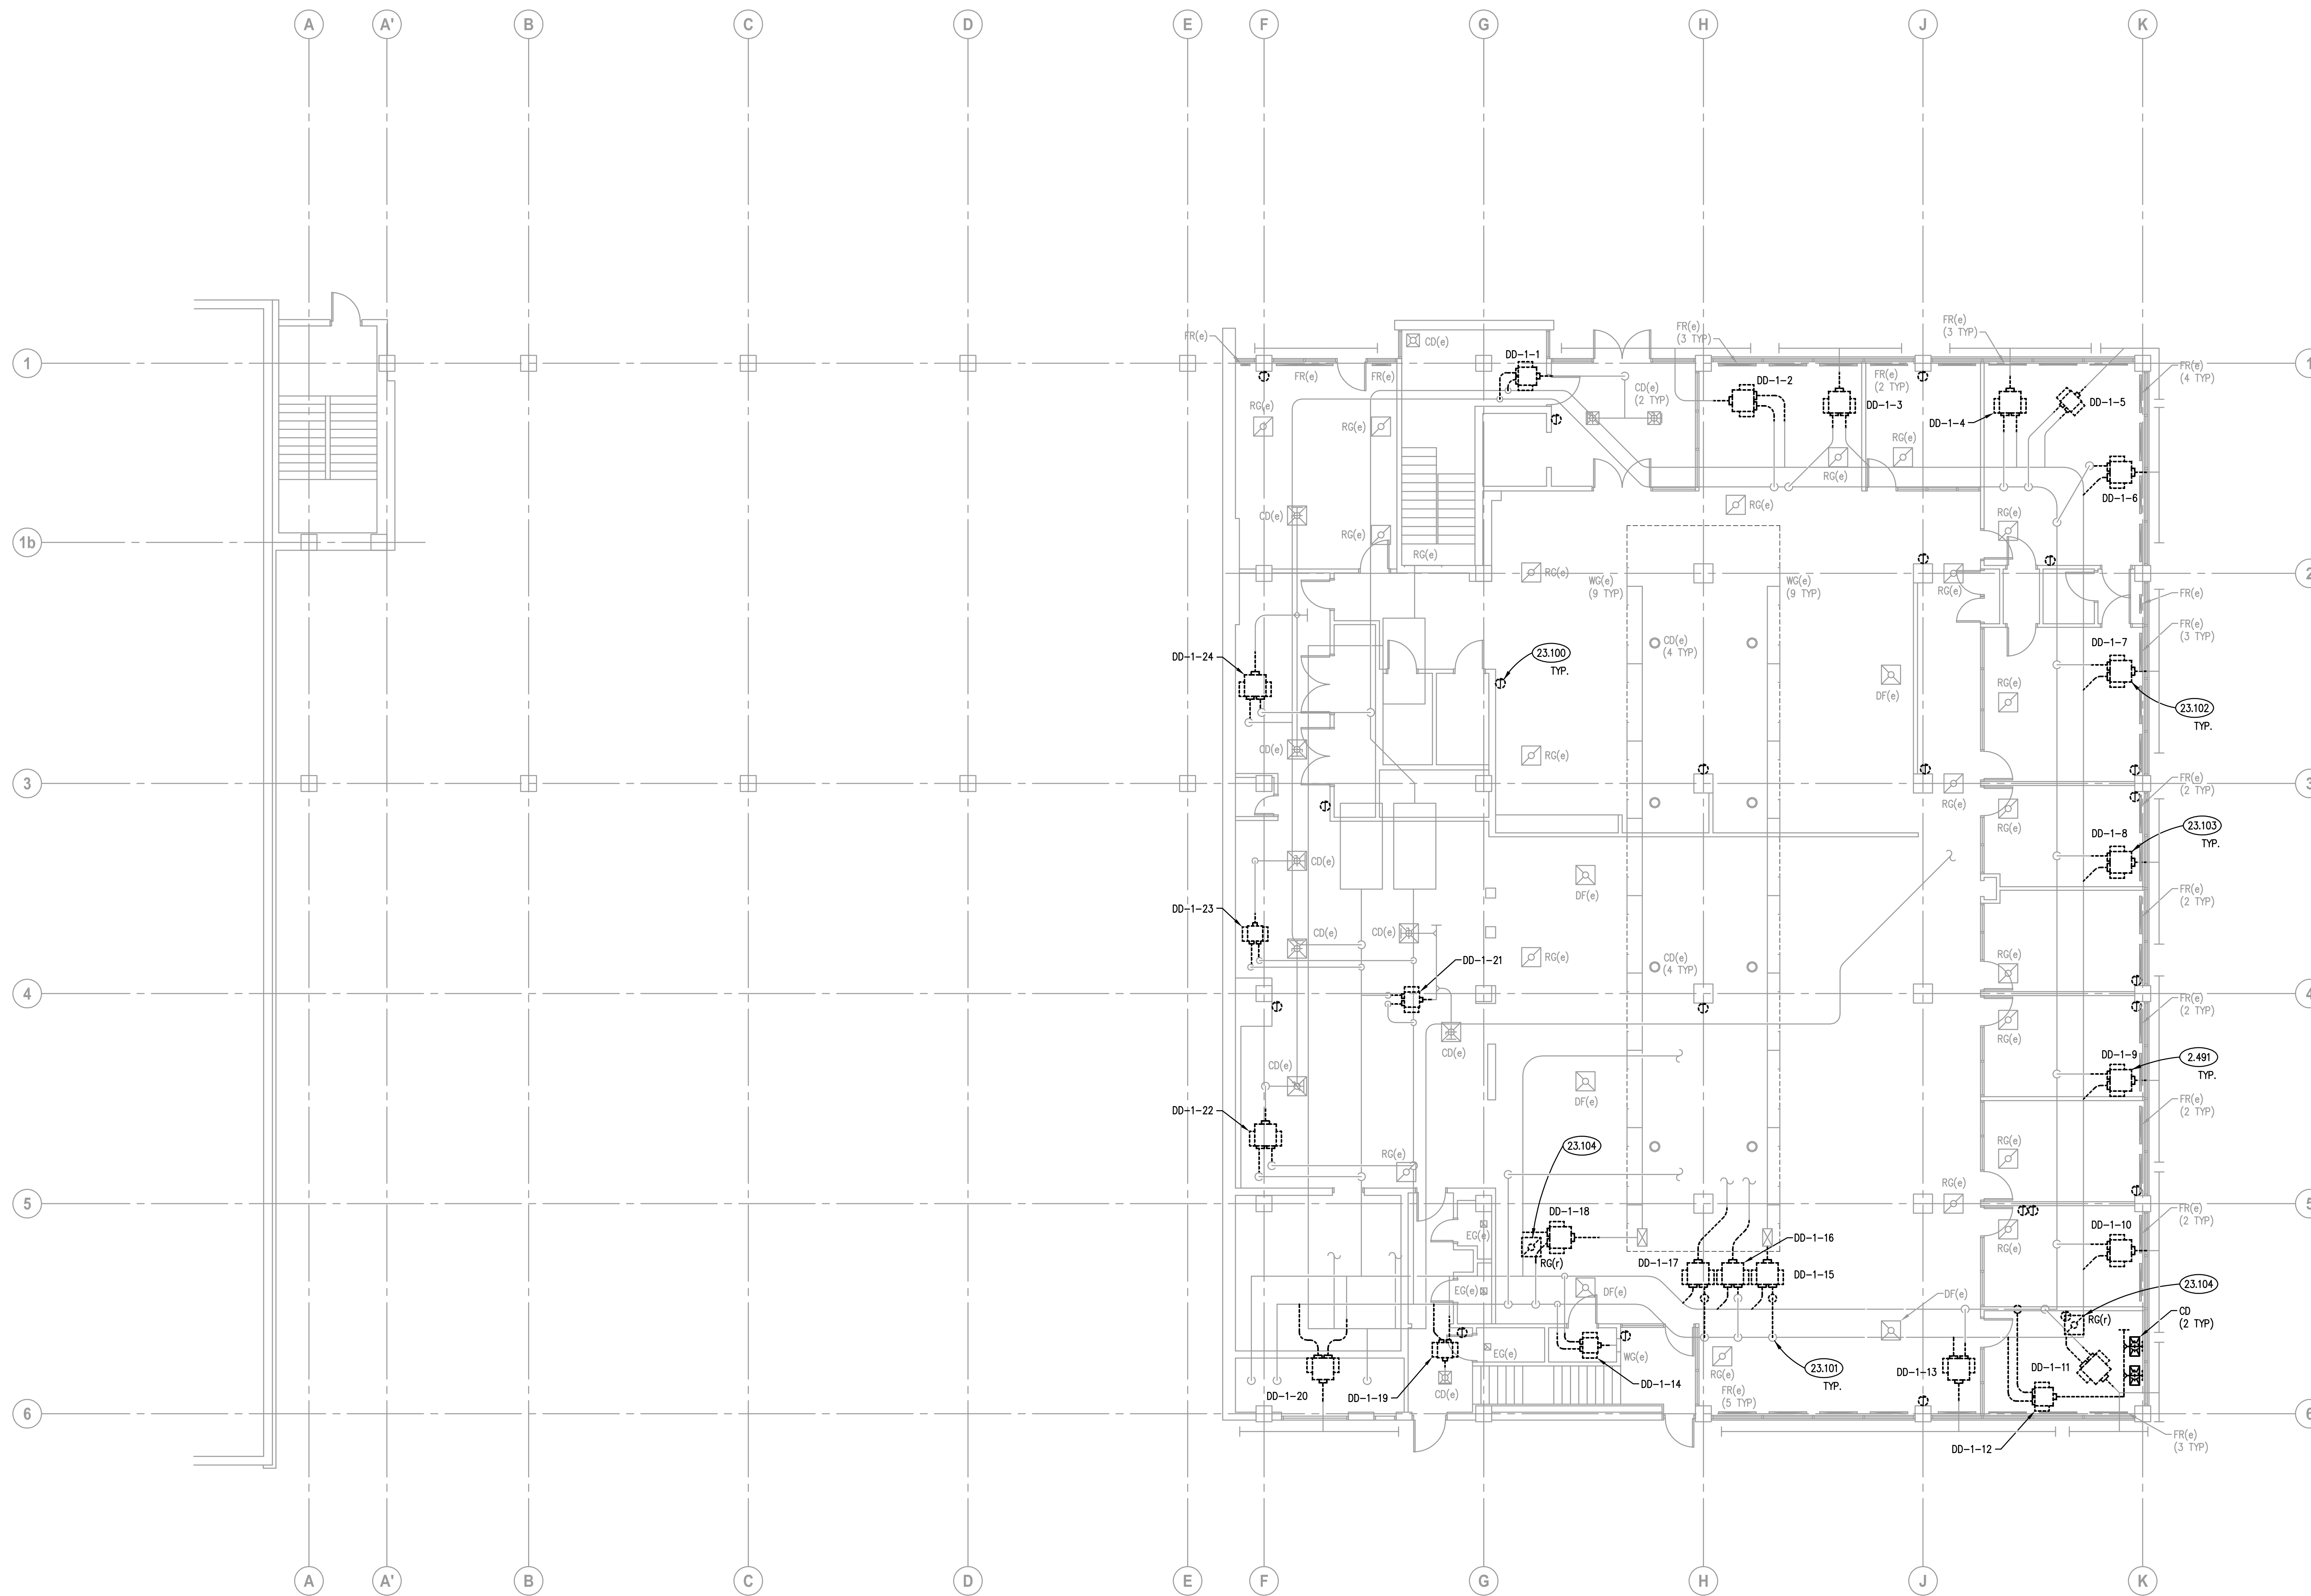 A A' B C D E F G H J K
FR(e)
(3 TYP)
FR(e)
(3 TYP)
1
FR(e)
CD(e)
DD-1-1
1
FR(e)
FR(e)
DD-1-2
FR(e)
(2 TYP)
FR(e)
(4 TYP)
CD(e)
(2 TYP)
RG(e)
RG(e)
DD-1-3
DD-1-4
DD-1-5
RG(e)
RG(e)
DD-1-6
RG(e)
CD(e)
RG(e)
RG(e)
1b
RG(e)
RG(e)
WG(e)
(9 TYP)
WG(e)
(9 TYP)
RG(e)
2
FR(e)
CD(e)
(4 TYP)
FR(e)
(3 TYP)
DD-1-7
DD-1-24
23.100
TYP.
DF(e)
RG(e)
23.102
TYP.
CD(e)
RG(e)
3
RG(e)
3
FR(e)
(2 TYP)
RG(e)
DD-1-8
23.103
TYP.
CD(e)
DF(e)
FR(e)
(2 TYP)
DD-1-23
CD(e)
CD(e)
DD-1-21
RG(e)
CD(e)
(4 TYP)
RG(e)
4
4
FR(e)
(2 TYP)
RG(e)
CD(e)
CD(e)
DD-1-9
2.491
TYP.
DD-1-22
DF(e)
FR(e)
(2 TYP)
RG(e)
23.104
RG(e)
5
RG(e)
5
DD-1-18
FR(e)
(2 TYP)
EG(e)
DD-1-16
RG(e)
DD-1-10
RG(r)
DD-1-17
DD-1-15
EG(e)
DF(e)
DF(e)
23.104
CD
(2 TYP)
RG(r)
EG(e)
WG(e)
RG(e)
23.101
TYP.
DD-1-13
DD-1-11
DD-1-20
DD-1-19
CD(e)
DD-1-14
FR(e)
(5 TYP)
6
6
DD-1-12
FR(e)
(3 TYP)
A A' B C D E F G H J K